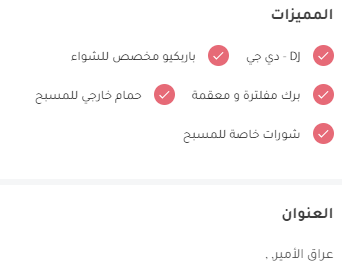 المميزات
DJ - دي جي
باربكيو مخصص للشواء
برك مفلترة و معقمة
حمام خارجي للمسبح
شورات خاصة للمسبح
العنوان
عراق الأمير, ,